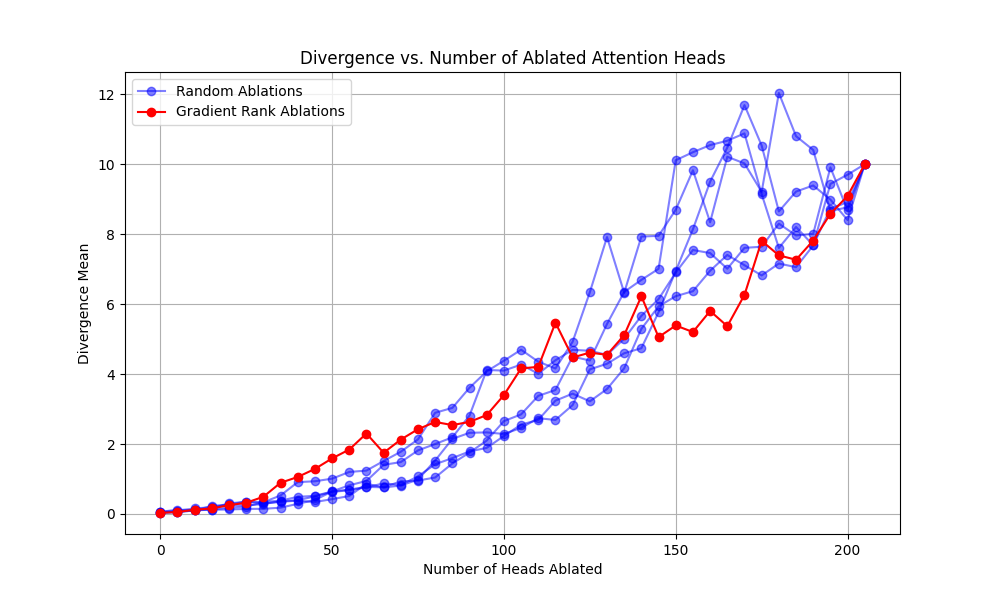 Divergence vs. Number of Ablated Attention Heads
Random Ablations
Gradient Rank Ablations
12
10
8
6
4
2
0
Divergence Mean
0 50 100 150 200
Number of Heads Ablated